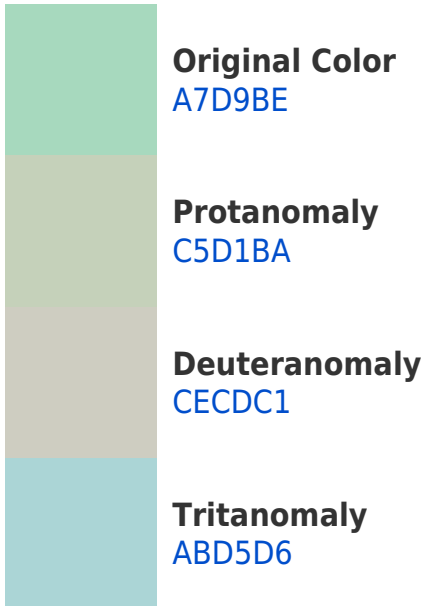 Original Color
A7D9BE
Protanomaly
C5D1BA
Deuteranomaly
CECDC1
Tritanomaly
ABD5D6